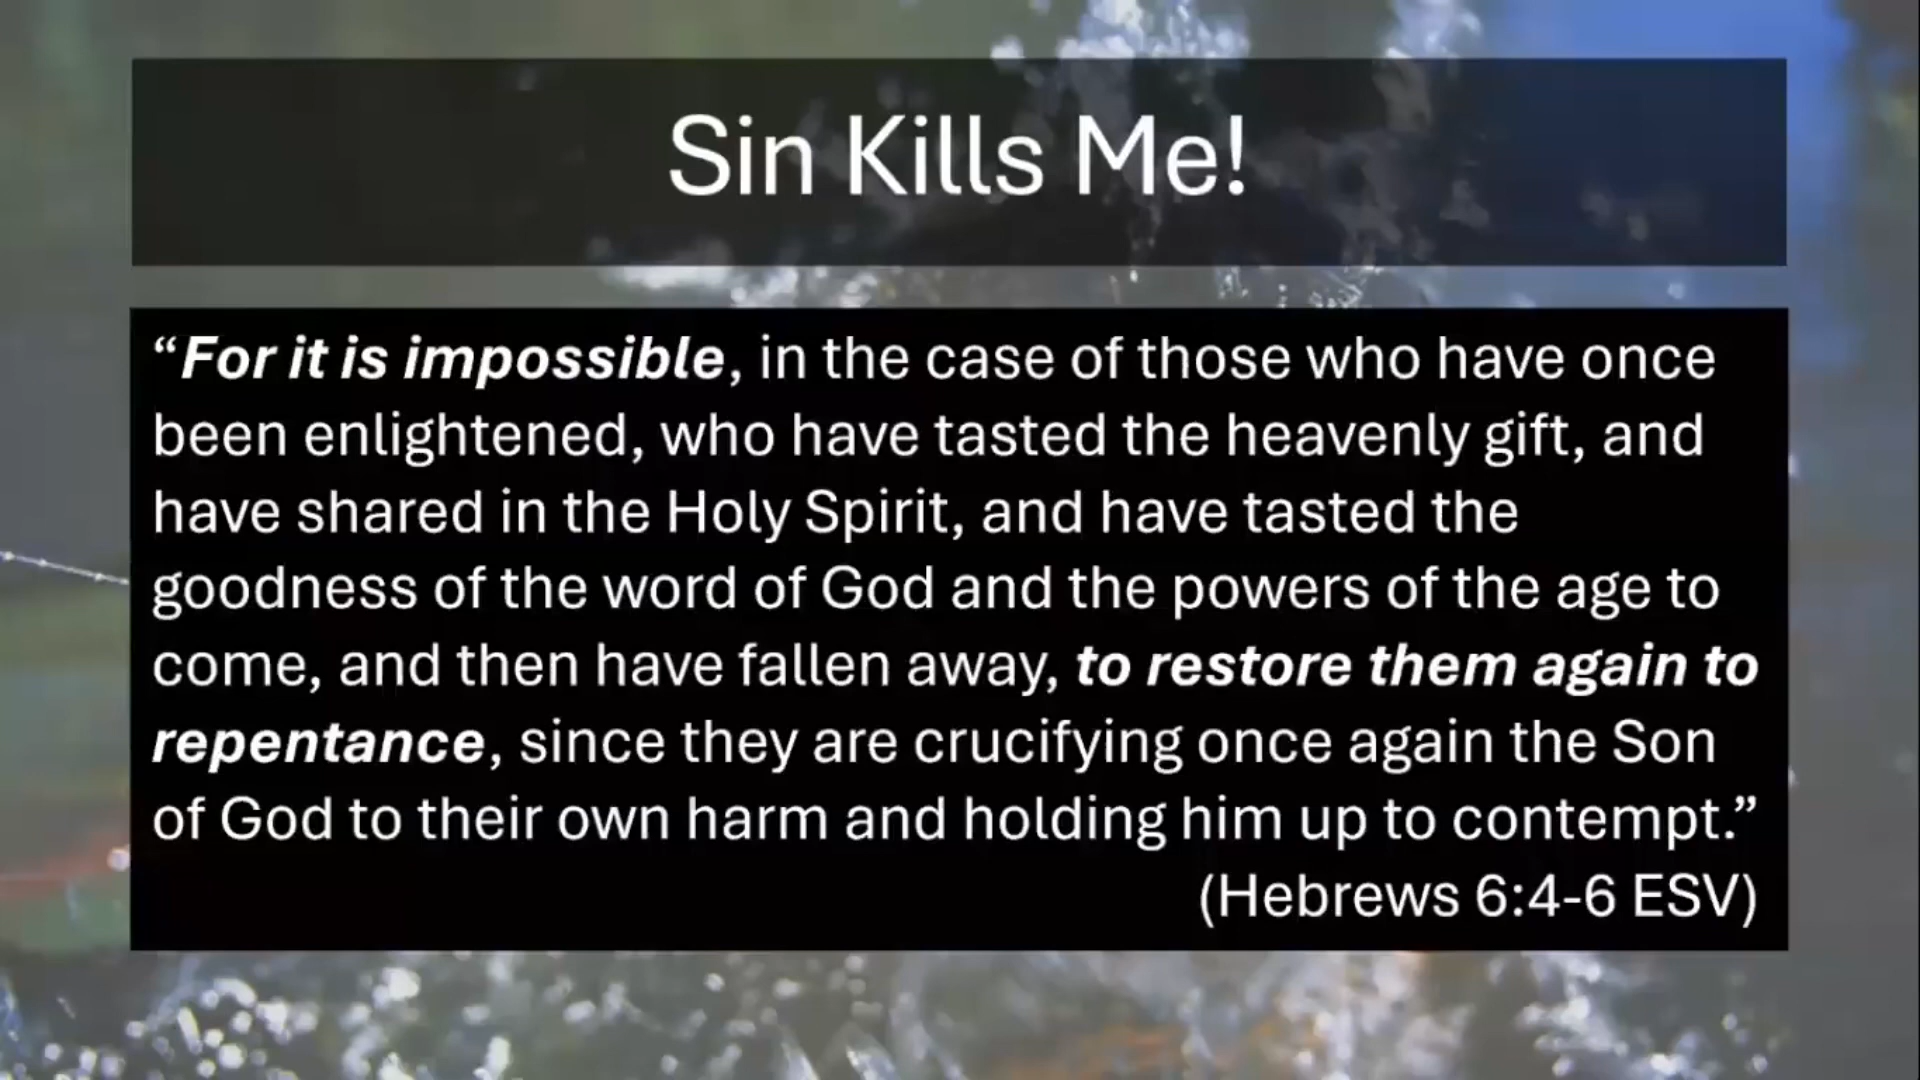 Sin Kills Me!
“For it is impossible, in the case of those who have once
been enlightened, who have tasted the heavenly gift, and
have shared in the Holy Spirit, and have tasted the
goodness of the word of God and the powers of the age to
come, and then have fallen away, to restore them again to
repentance, since they are crucifying once again the Son
of God to their own harm and holding him up to contempt.”
(Hebrews 6:4-6 ESV)